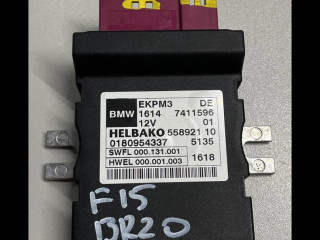 EKPM3 DE
BMW 1614 7411596
12V 01
HELBAKO 558921 10
0180954337 5135
SWFL 000.131.001
HWEL 000.001.003 1618
F15
BR20